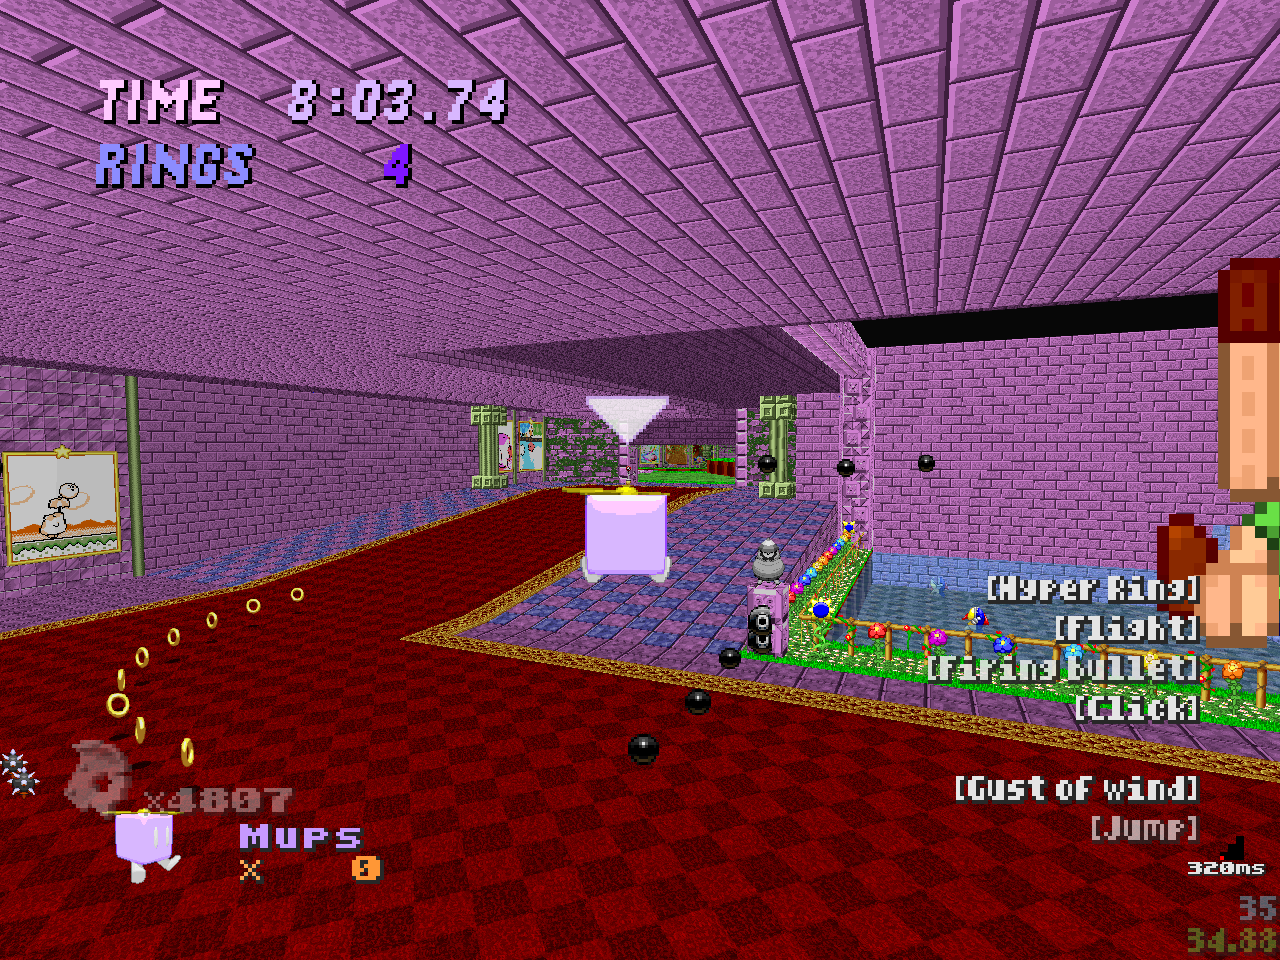 TIME 8:03.74
RINGS 4
[Hyper Ring]
[Flight]
[Firing bullet]
[Click]
[Gust of wind]
[Jump]
x4807
Mups
x 5
320ms
35
34.88